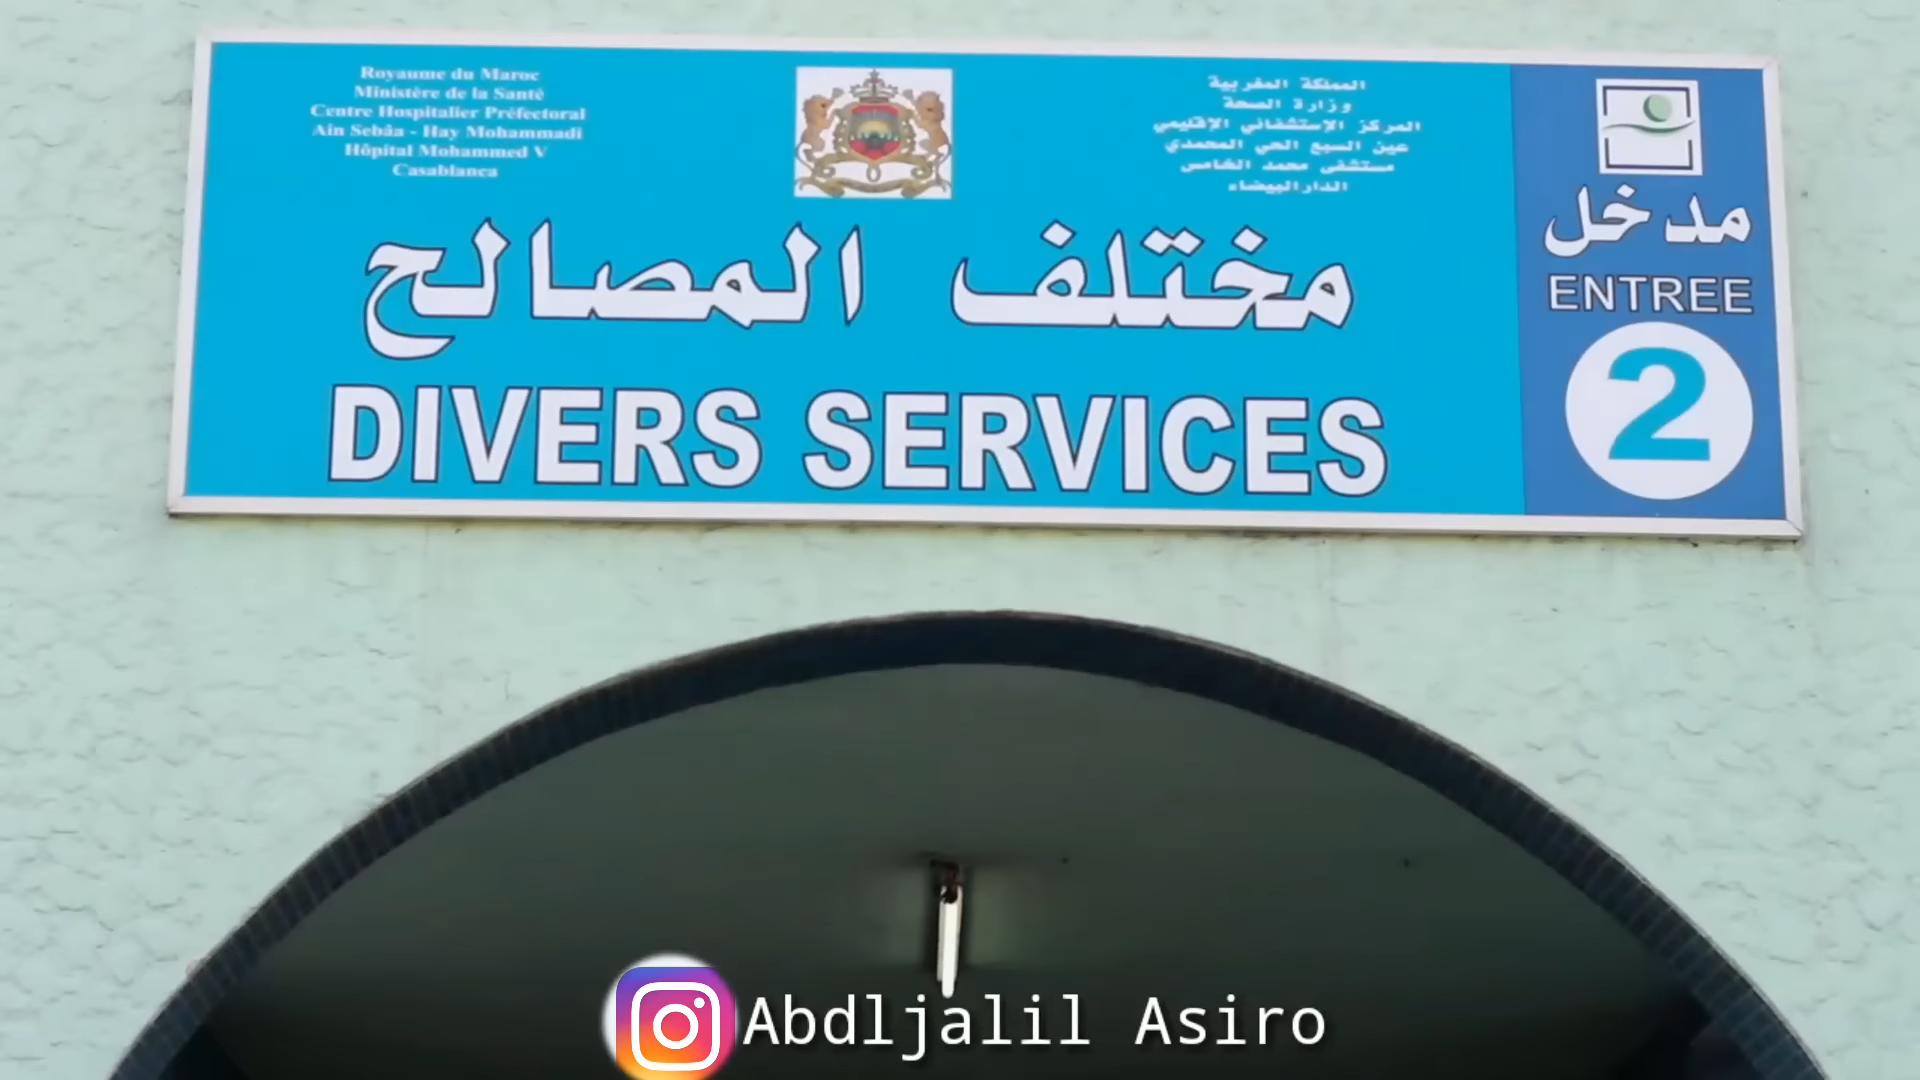 Royaume du Maroc
Ministère de la Santé
Centre Hospitalier Préfectoral
Ain Sebâa - Hay Mohammadi
Hôpital Mohammed V
Casablanca
المملكة المغربية
وزارة الصحة
المركز الإستشفائي الإقليمي
عين السبع الحي المحمدي
مستشفى محمد الخامس
الدار البيضاء
مختلف المصالح
DIVERS SERVICES
مدخل
ENTREE
2
Abdljalil Asiro